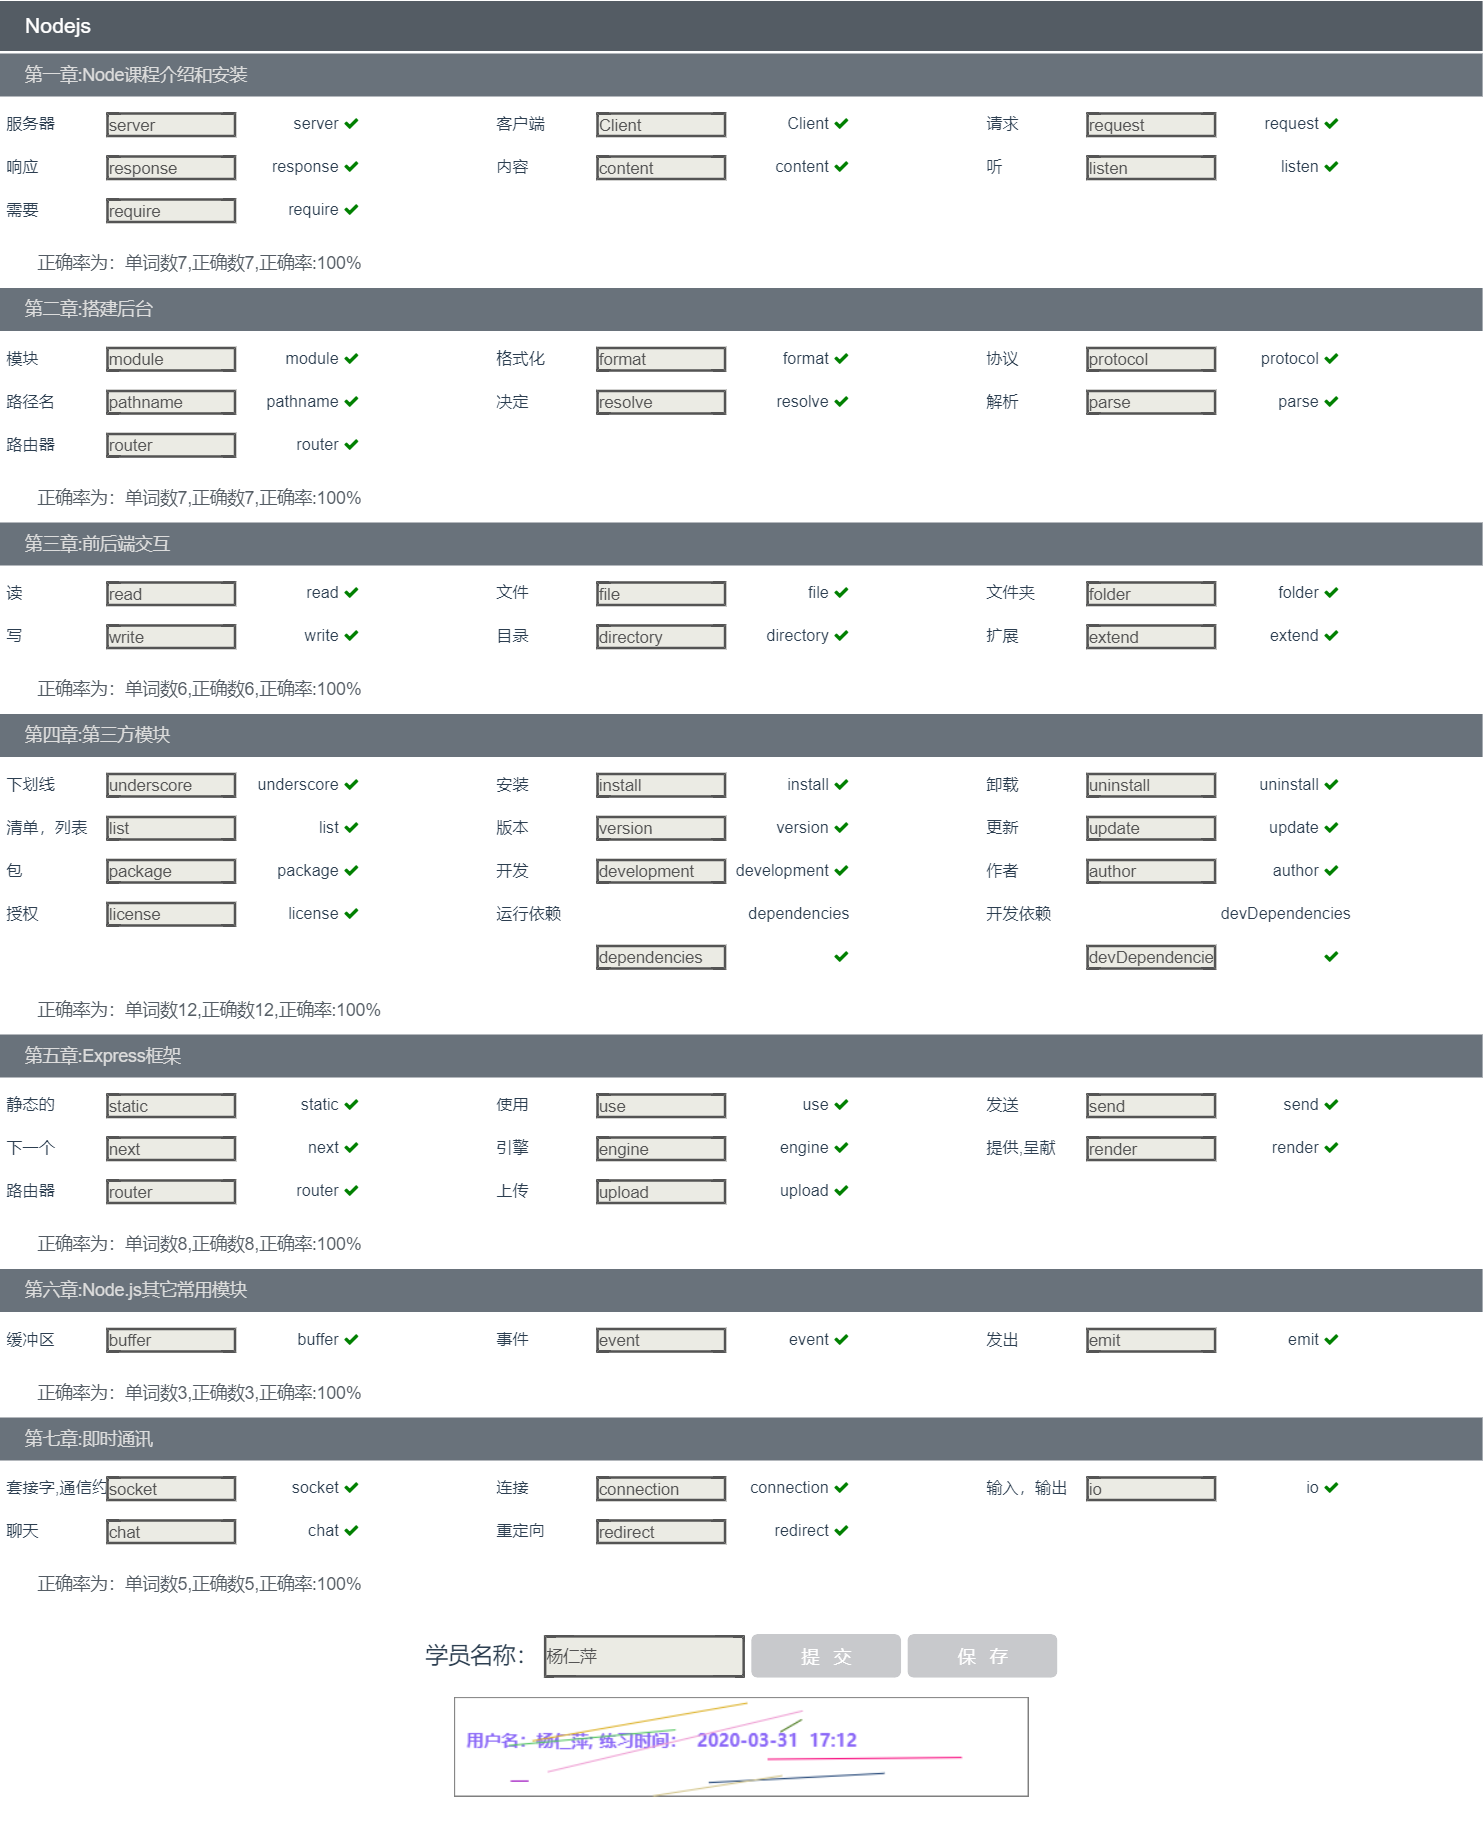 Nodejs
第一章:Node课程介绍和安装
服务器 server server 客户端 Client Client 请求 request request
响应 response response 内容 content content 听 listen listen
需要 require require
正确率为：单词数7,正确数7,正确率:100%
第二章:搭建后台
模块 module module 格式化 format format 协议 protocol protocol
路径名 pathname pathname 决定 resolve resolve 解析 parse parse
路由器 router router
正确率为：单词数7,正确数7,正确率:100%
第三章:前后端交互
读 read read 文件 file file 文件夹 folder folder
写 write write 目录 directory directory 扩展 extend extend
正确率为：单词数6,正确数6,正确率:100%
第四章:第三方模块
下划线 underscore underscore 安装 install install 卸载 uninstall uninstall
清单，列表 list list 版本 version version 更新 update update
包 package package 开发 development development 作者 author author
授权 license license 运行依赖 dependencies 开发依赖 devDependencies
dependencies devDependencie
正确率为：单词数12,正确数12,正确率:100%
第五章:Express框架
静态的 static static 使用 use use 发送 send send
下一个 next next 引擎 engine engine 提供,呈献 render render
路由器 router router 上传 upload upload
正确率为：单词数8,正确数8,正确率:100%
第六章:Node.js其它常用模块
缓冲区 buffer buffer 事件 event event 发出 emit emit
正确率为：单词数3,正确数3,正确率:100%
第七章:即时通讯
套接字,通信约 socket socket 连接 connection connection 输入，输出 io io
聊天 chat chat 重定向 redirect redirect
正确率为：单词数5,正确数5,正确率:100%
学员名称： 杨仁萍 提 交 保 存
用户名：杨仁萍; 练习时间： 2020-03-31 17:12